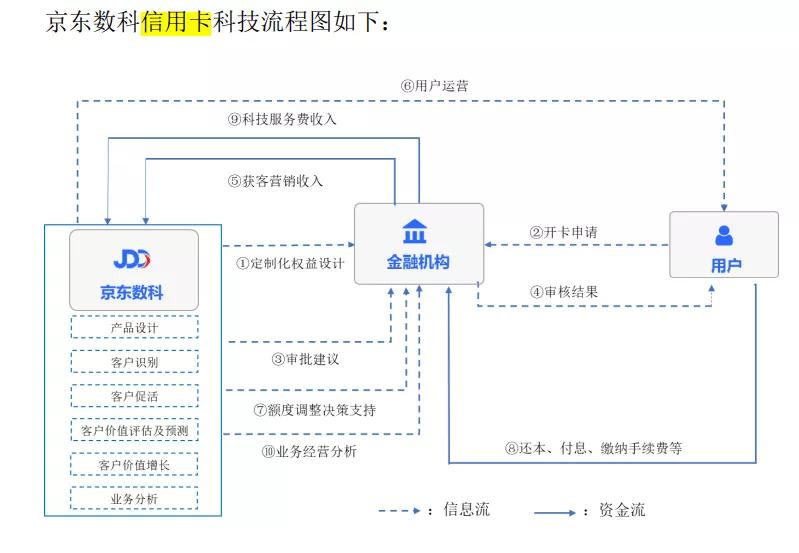 京东数科信用卡科技流程图如下：
⑥用户运营
⑨科技服务费收入
⑤获客营销收入
JDD
京东数科
①定制化权益设计
金融机构
②开卡申请
用户
④审核结果
产品设计
③审批建议
客户识别
客户促活
⑦额度调整决策支持
客户价值评估及预测
⑩业务经营分析
⑧还本、付息、缴纳手续费等
客户价值增长
业务分析
：信息流
：资金流